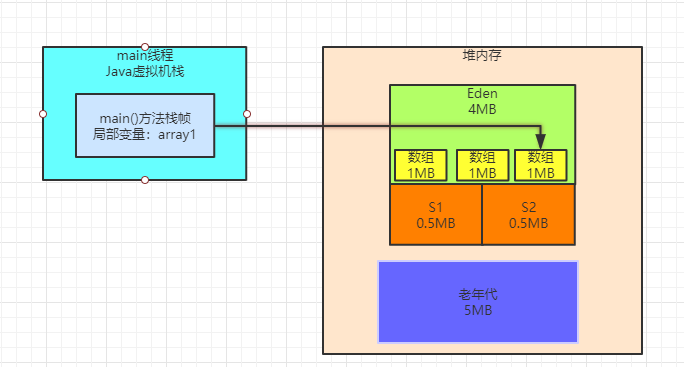 main线程
Java虚拟机栈
main()方法栈帧
局部变量：array1
堆内存
Eden
4MB
数组
1MB
数组
1MB
数组
1MB
S1
0.5MB
S2
0.5MB
老年代
5MB